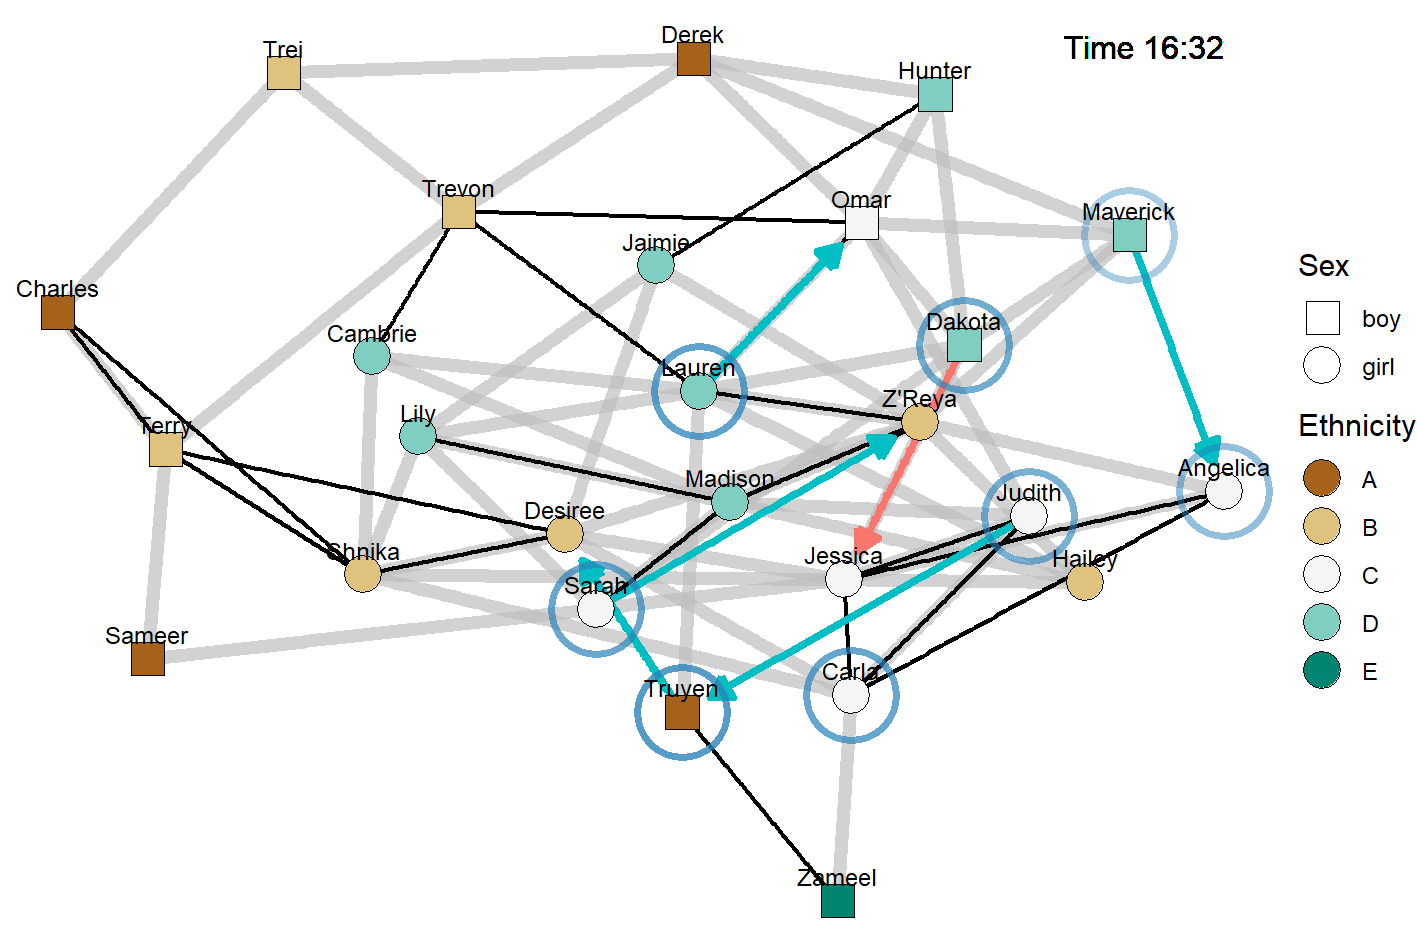 Time 16:32
Trei
Derek
Hunter
Trevon
Omar
Maverick
Jaimie
Charles
Cambrie
Dakota
Lauren
Z'Reya
Lily
Terry
Madison
Angelica
Judith
Desiree
Shnika
Jessica
Hailey
Sarah
Sameer
Carla
Truyen
Zameel
Sex
boy
girl
Ethnicity
A
B
C
D
E